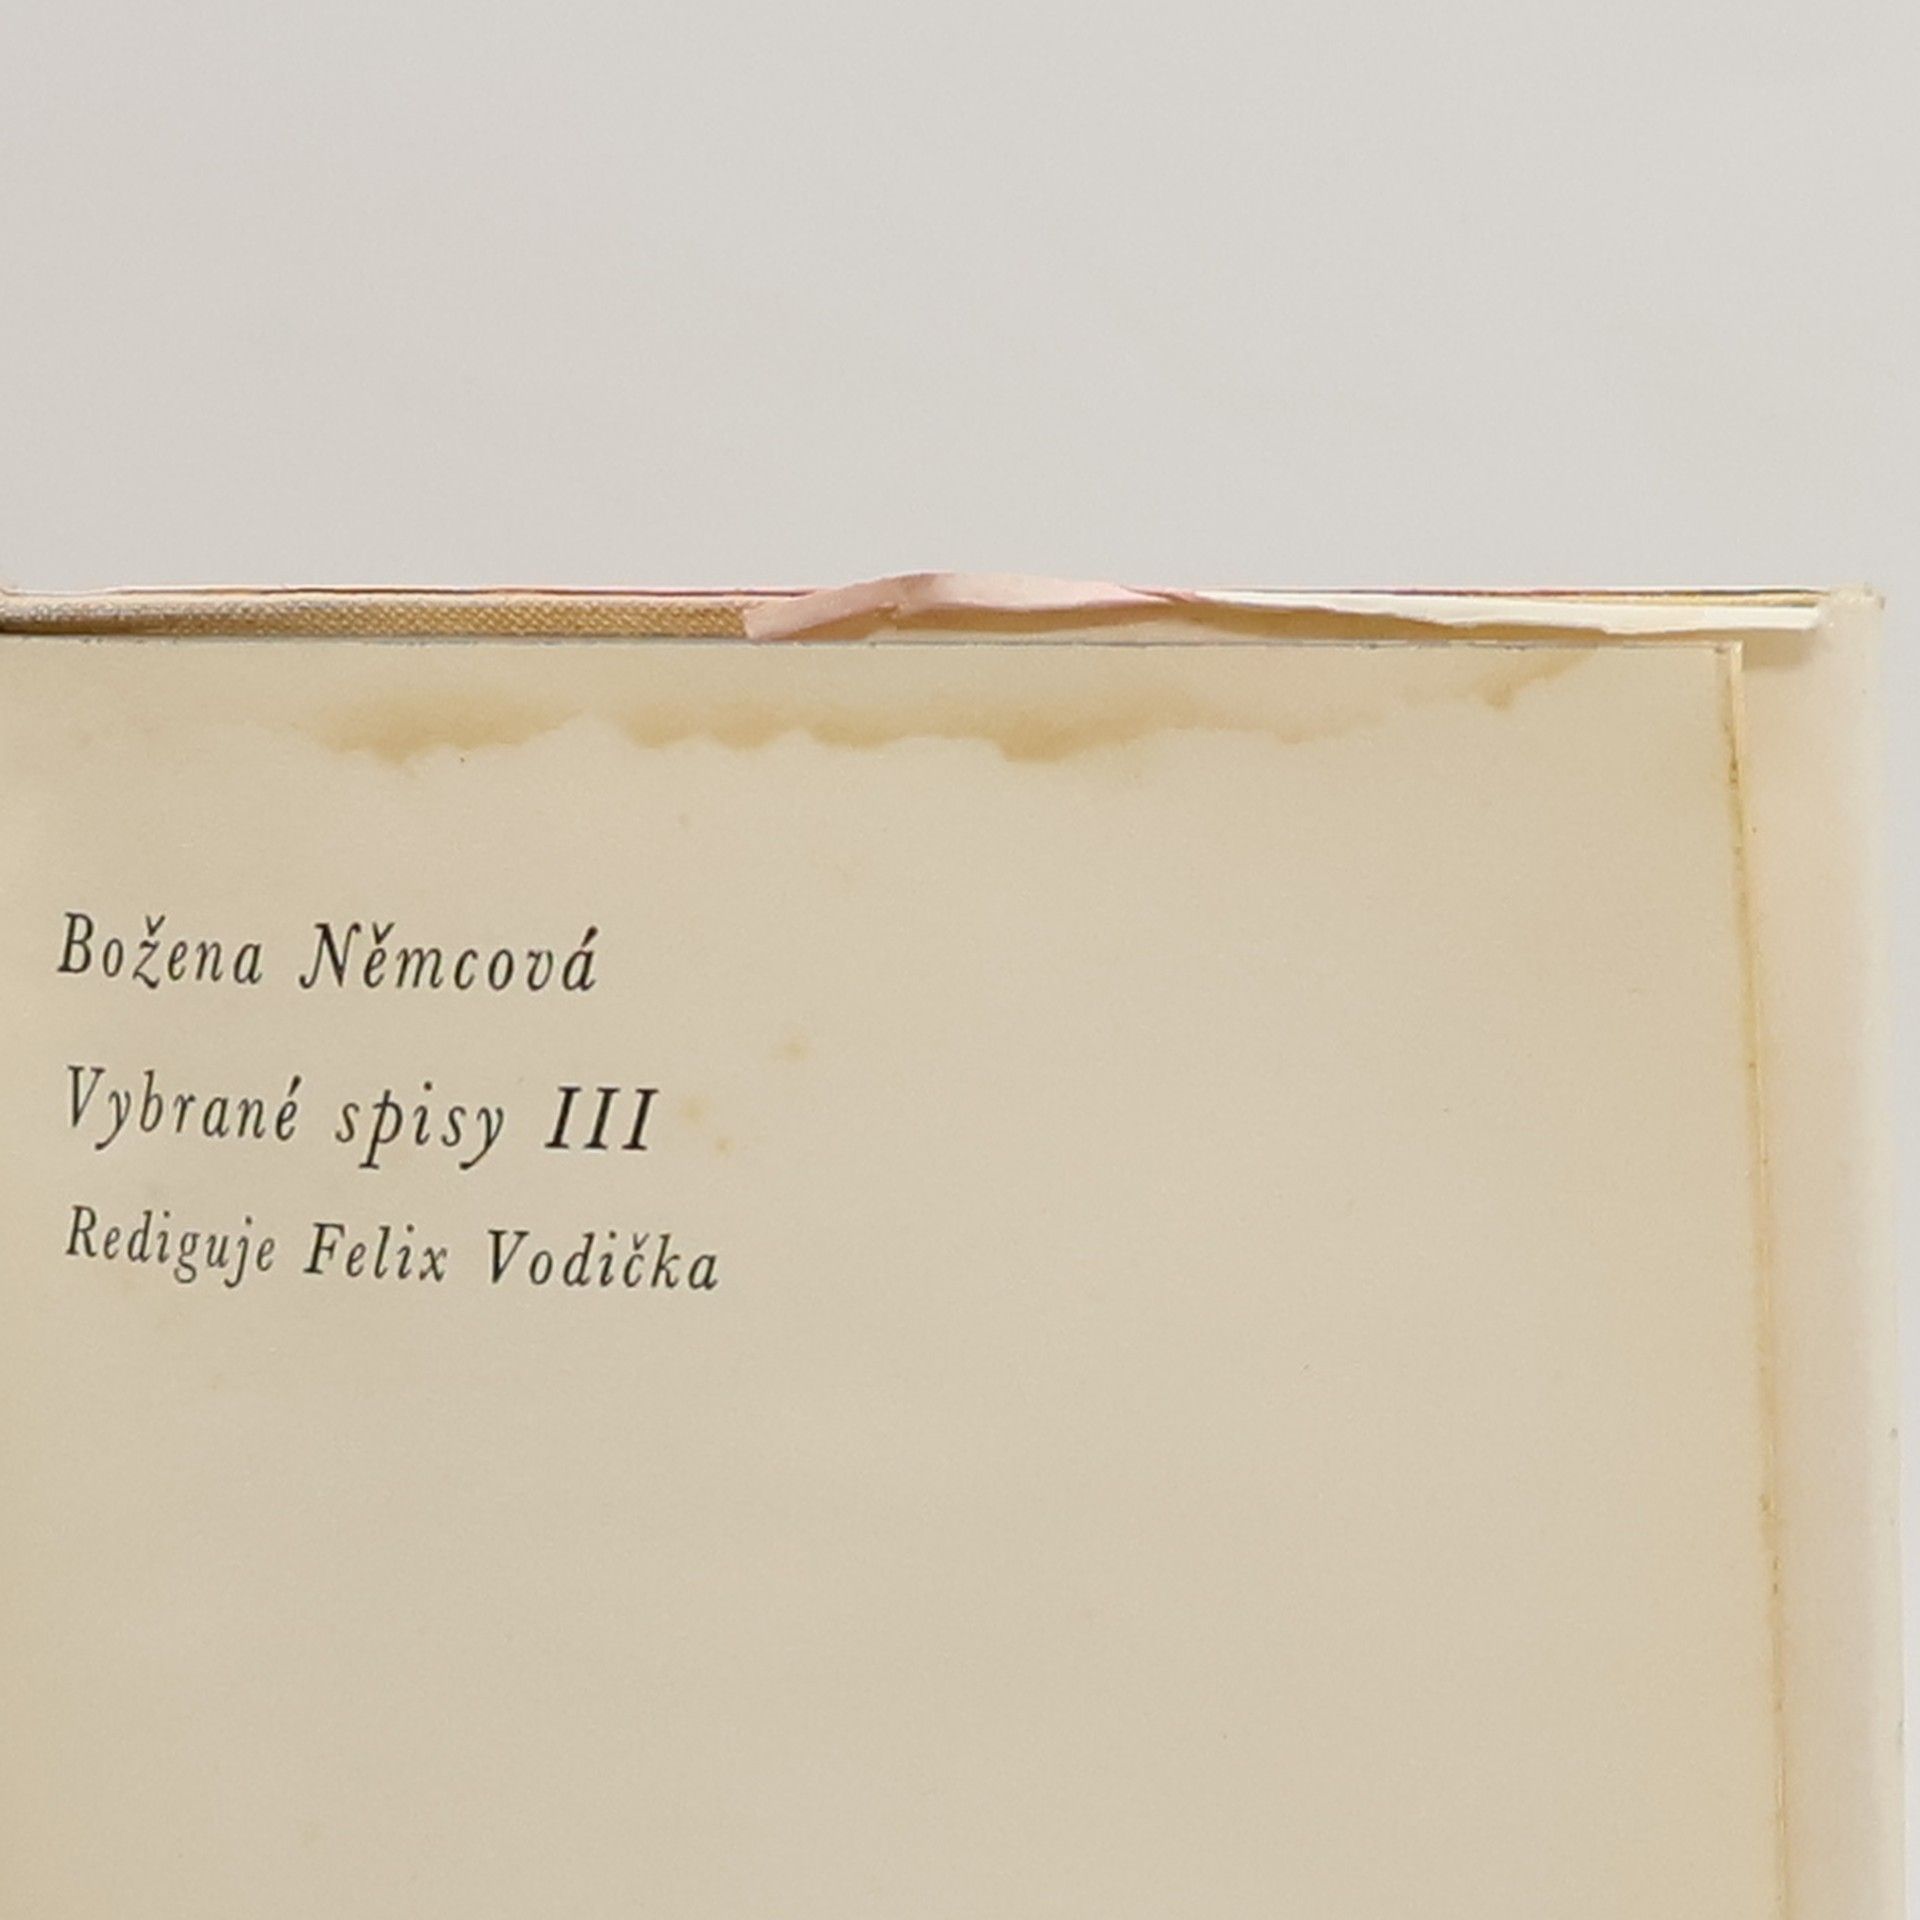 Božena Němcová
Vybrané spisy III
Rediguje Felix Vodička